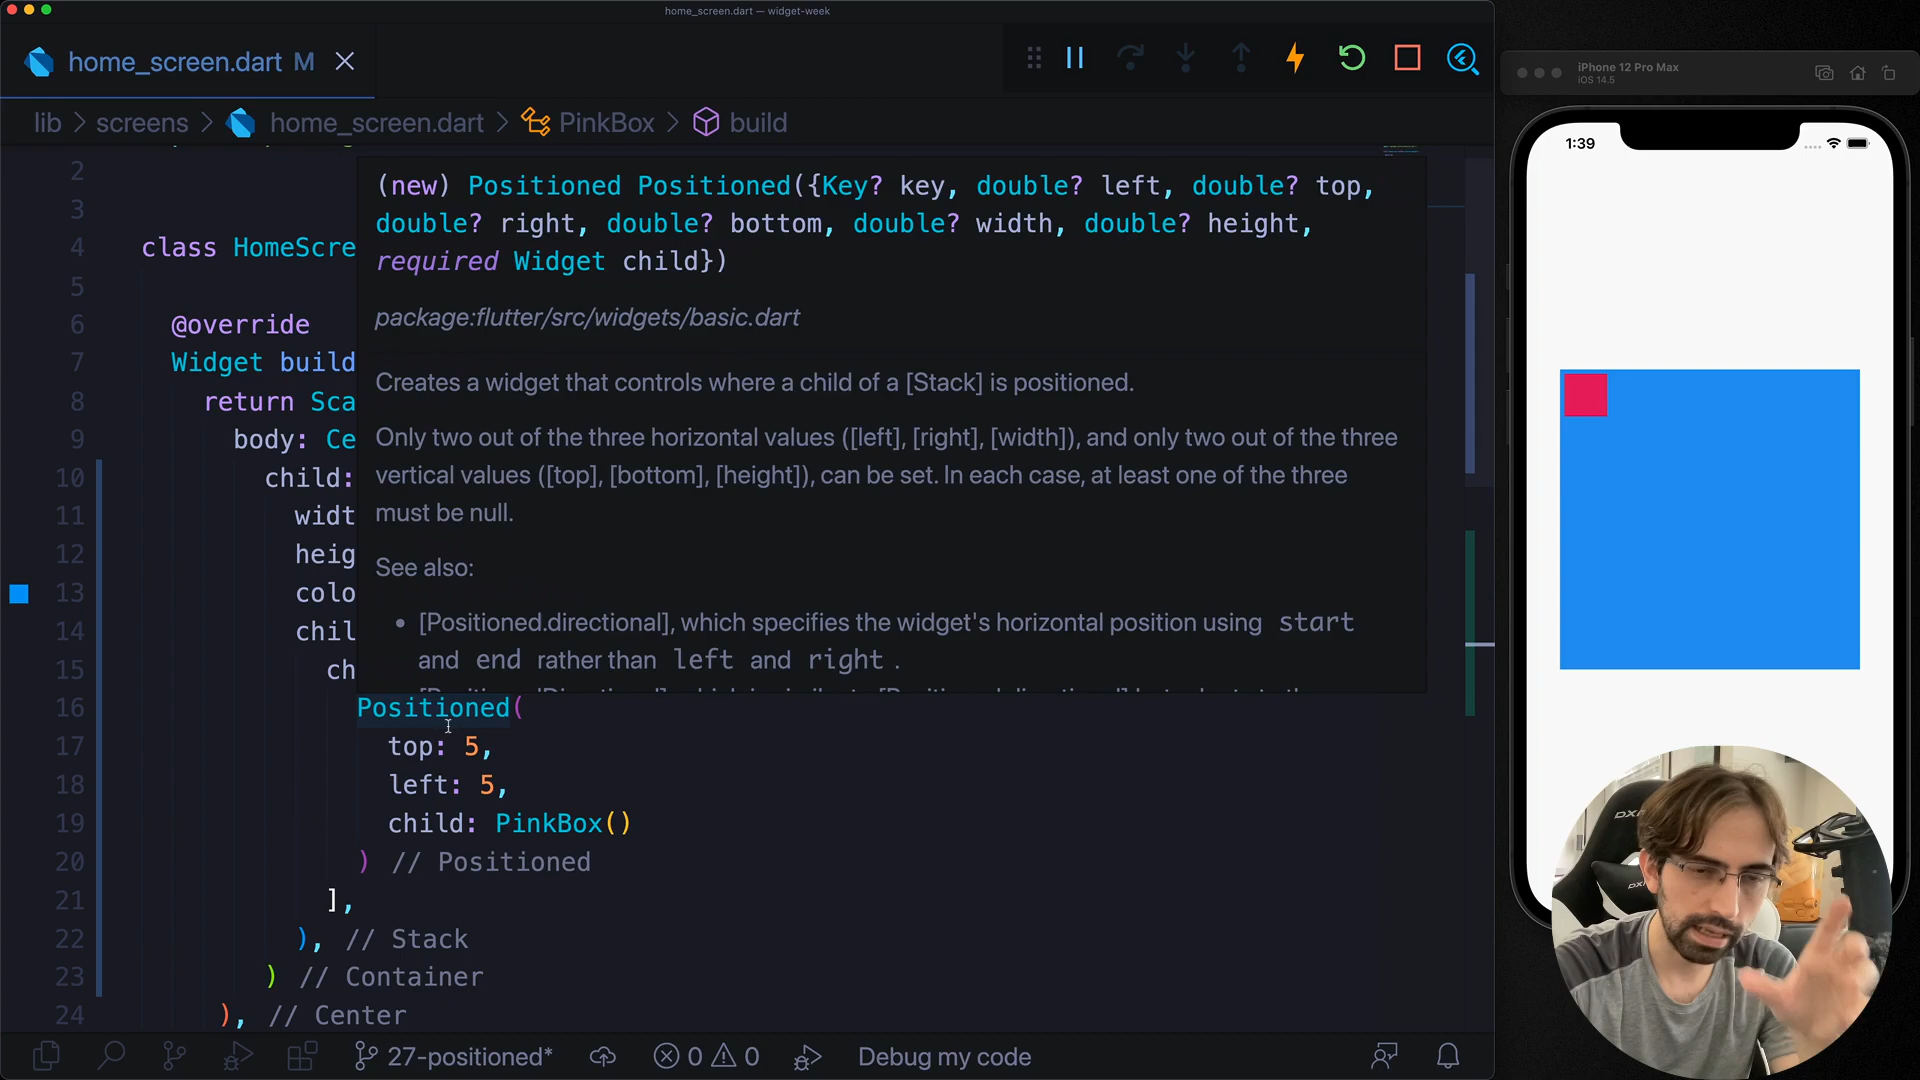 home_screen.dart — widget-week
home_screen.dart M
lib > screens > home_screen.dart > PinkBox > build
iPhone 12 Pro Max
iOS 14.5
1:39
2
3
4 class HomeScre
5
6 @override
7 Widget build
8 return Sca
9 body: Ce
10 child:
11 widt
12 heig
13 colo
14 chil
15 ch
(new) Positioned Positioned({Key? key, double? left, double? top,
double? right, double? bottom, double? width, double? height,
required Widget child})
package:flutter/src/widgets/basic.dart
Creates a widget that controls where a child of a [Stack] is positioned.
Only two out of the three horizontal values ([left], [right], [width]), and only two out of the three
vertical values ([top], [bottom], [height]), can be set. In each case, at least one of the three
must be null.
See also:
• [Positioned.directional], which specifies the widget's horizontal position using start
and end rather than left and right .
16 Positioned(
17 top: 5,
18 left: 5,
19 child: PinkBox()
20 ) // Positioned
21 ],
22 ), // Stack
23 ) // Container
24 ), // Center
27-positioned* 0 0 Debug my code